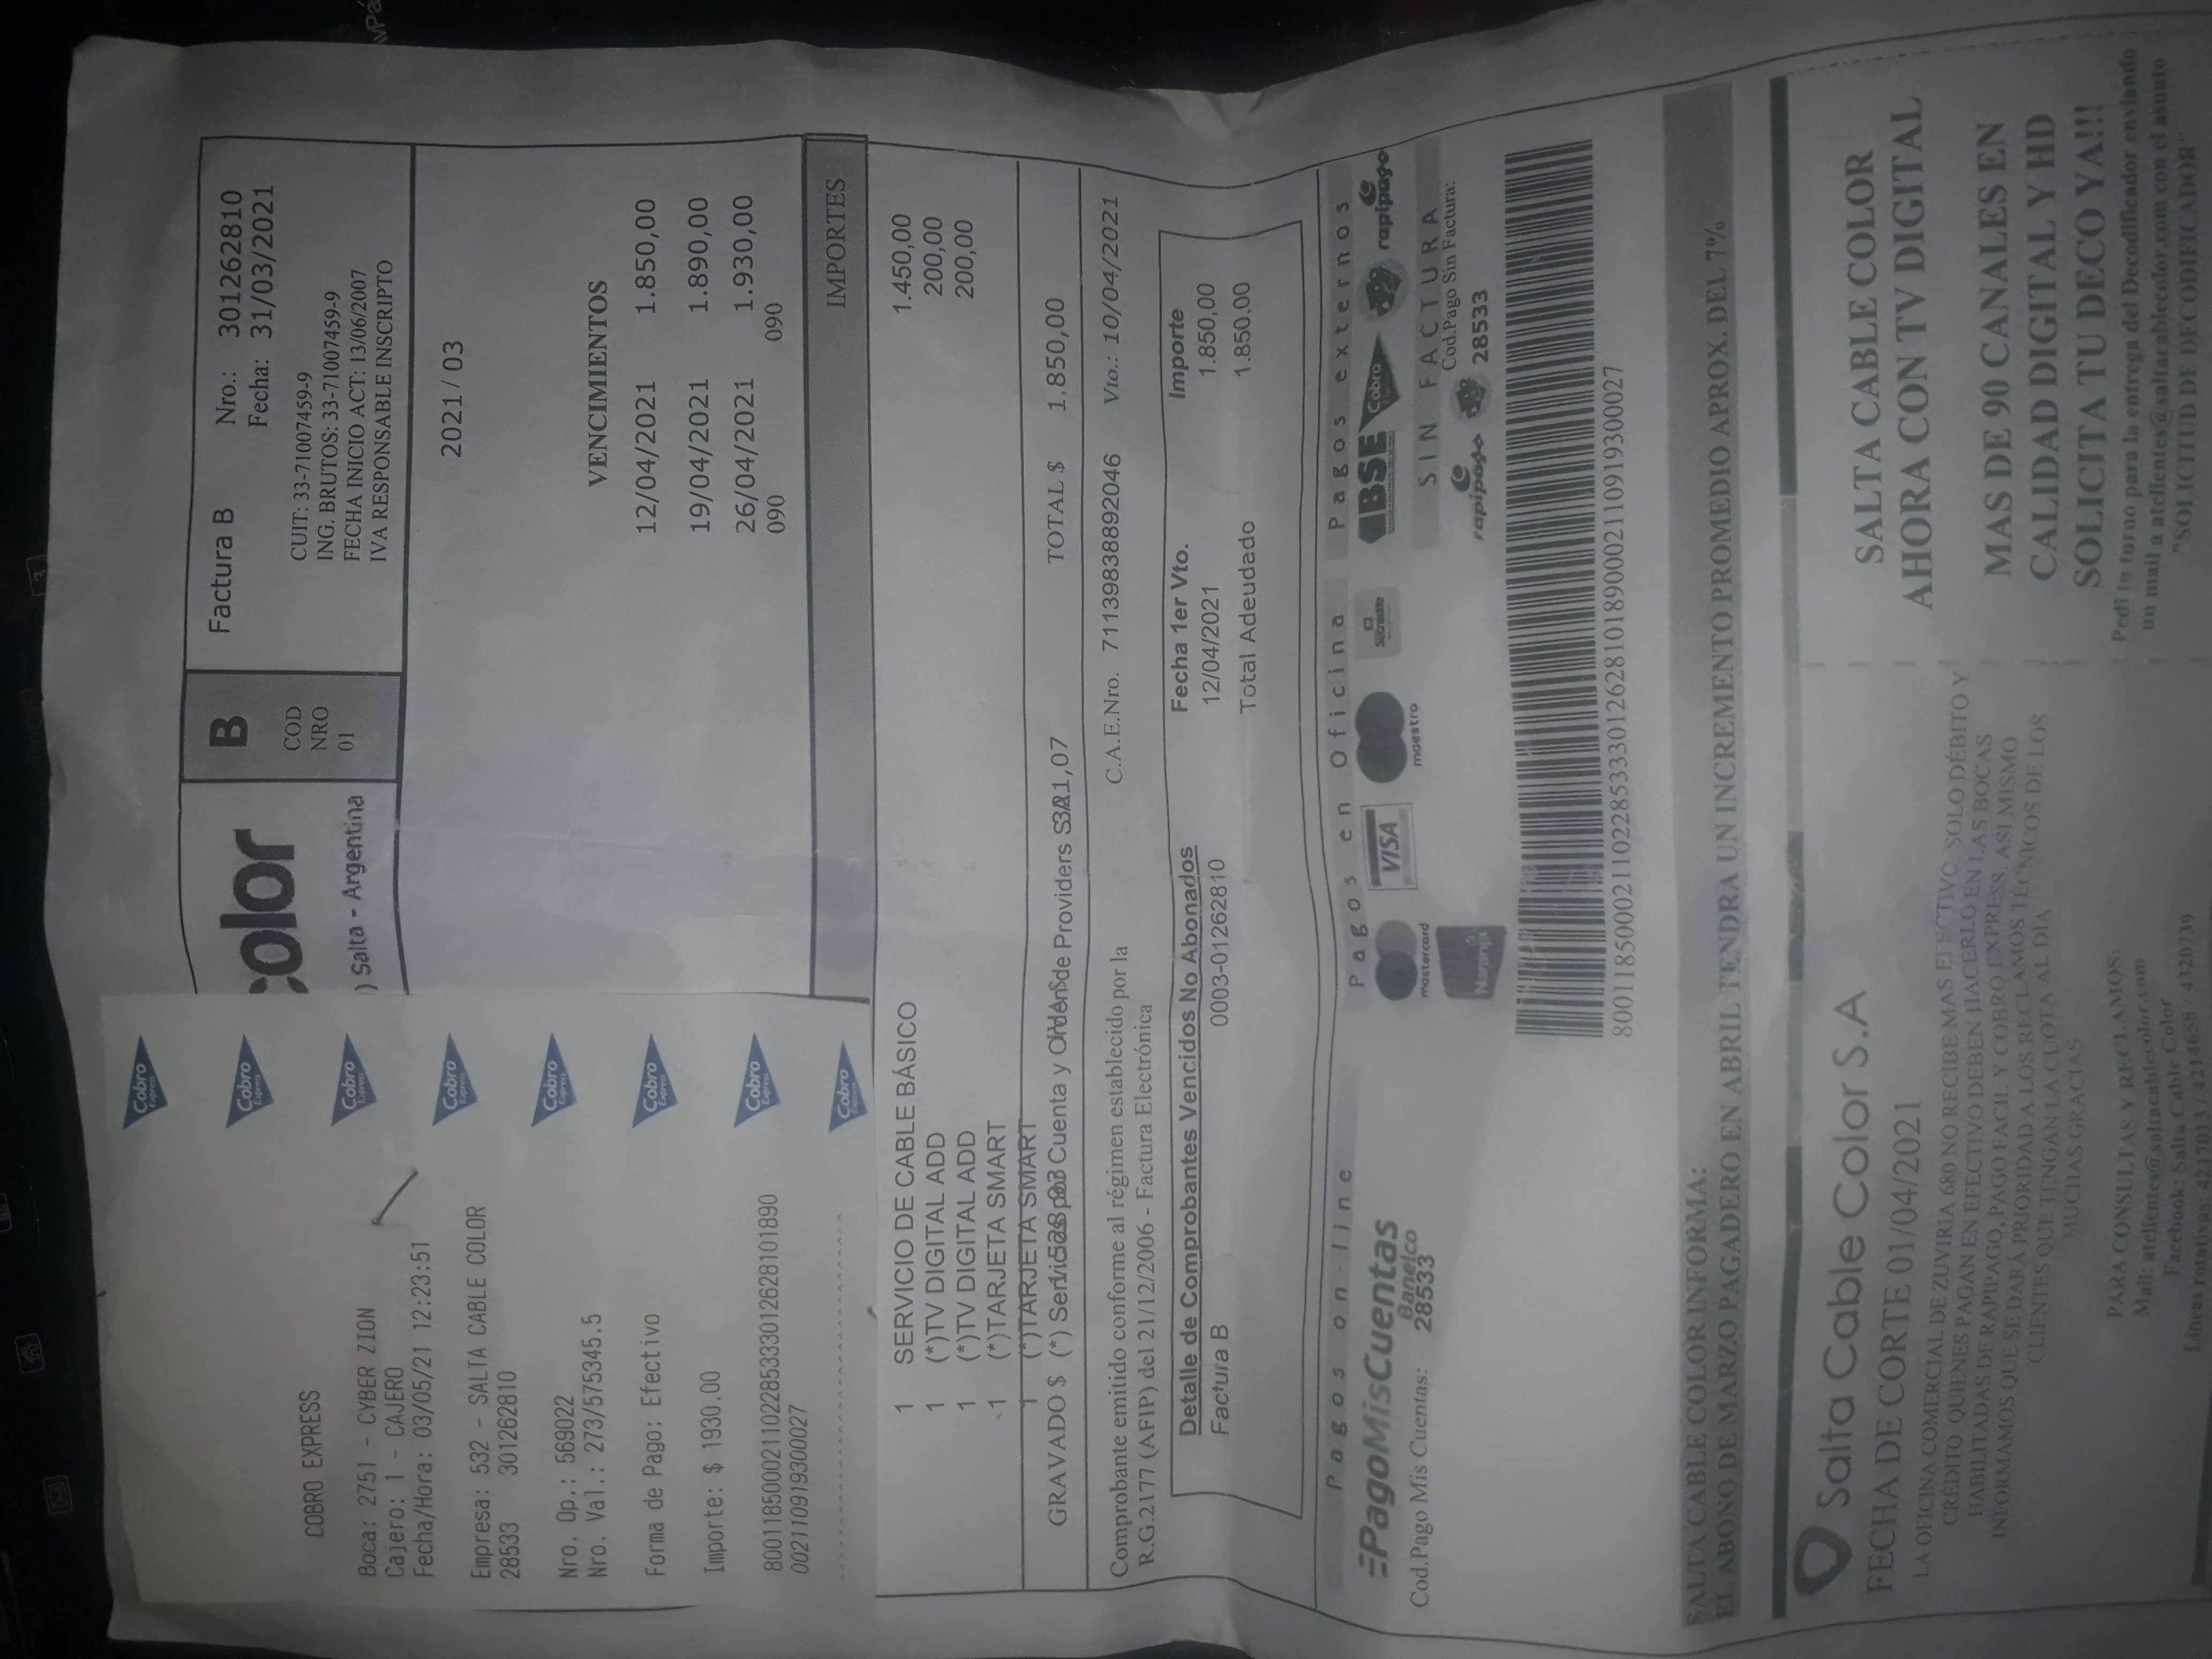 COBRO EXPRESS
Boca: 2751 - CYBER ZION
Cajero: 1 - CAJERO
Fecha/Hora: 03/05/21 12:23:51
Empresa: 532 - SALTA CABLE COLOR
28533 301262810
Nro. Op.: 569022
Nro. Val.: 273/575345.5
Forma de Pago: Efectivo
Importe: $ 1930.00
800118500021102285333012628101890
002110919300027
Cobro Express
Cobro Express
Cobro Express
Cobro Express
Cobro Express
Cobro Express
Cobro Express
Cobro Express
color
) Salta - Argentina
B
COD
NRO
01
Factura B Nro.: 301262810
Fecha: 31/03/2021
CUIT: 33-71007459-9
ING. BRUTOS: 33-71007459-9
FECHA INICIO ACT: 13/06/2007
IVA RESPONSABLE INSCRIPTO
2021/ 03
VENCIMIENTOS
12/04/2021 1.850,00
19/04/2021 1.890,00
26/04/2021 1.930,00
090 090
IMPORTES
1 SERVICIO DE CABLE BÁSICO 1.450,00
1 (*)TV DIGITAL ADD 200,00
1 (*)TV DIGITAL ADD 200,00
1 (*)TARJETA SMART
1 (*)TARJETA SMART
GRAVADO $ (*) Servicios por Cuenta y Orden de Providers S.A. 321,07 TOTAL $ 1.850,00
Comprobante emitido conforme al régimen establecido por la C.A.E.Nro. 71139838892046 Vto.: 10/04/2021
R.G.2177 (AFIP) del 21/12/2006 - Factura Electrónica
Detalle de Comprobantes Vencidos No Abonados Fecha 1er Vto. Importe
Factura B 0003-01262810 12/04/2021 1.850,00
Total Adeudado 1.850,00
Pagos on-line Pagos en Oficina Pagos externos
PagoMisCuentas
Banelco
Cod.Pago Mis Cuentas: 28533
mastercard VISA maestro
Naranja
BSE Cobro rapipago
SIN FACTURA
Cod.Pago Sin Factura:
rapipago 28533
800118500021102285333012628101890002110919300027
SALTA CABLE COLOR INFORMA:
EL ABONO DE MARZO PAGADERO EN ABRIL TENDRA UN INCREMENTO PROMEDIO APROX. DEL 7%
Salta Cable Color S.A
FECHA DE CORTE 01/04/2021
LA OFICINA COMERCIAL DE ZUVIRIA 680 NO RECIBE MAS EFECTIVO, SOLO DÉBITO Y
CRÉDITO. QUIENES PAGAN EN EFECTIVO DEBEN HACERLO EN LAS BOCAS
HABILITADAS DE RAPIPAGO, PAGO FACIL Y COBRO EXPRESS. ASI MISMO
INFORMAMOS QUE SE DARÁ PRIORIDAD A LOS RECLAMOS TÉCNICOS DE LOS
CLIENTES QUE TENGAN LA CUOTA AL DÍA
MUCHAS GRACIAS
PARA CONSULTAS Y RECLAMOS:
Mail: atclientes@saltacablecolor.com
Facebook: Salta Cable Color
Lineas rotativas: 4217013 / 4214658 / 4320739
SALTA CABLE COLOR
AHORA CON TV DIGITAL
MAS DE 90 CANALES EN
CALIDAD DIGITAL Y HD
SOLICITA TU DECO YA!!!
Pedi tu turno para la entrega del Decodificador enviando
un mail a atclientes@saltacablecolor.com con el asunto
"SOLICITUD DE DECODIFICADOR"